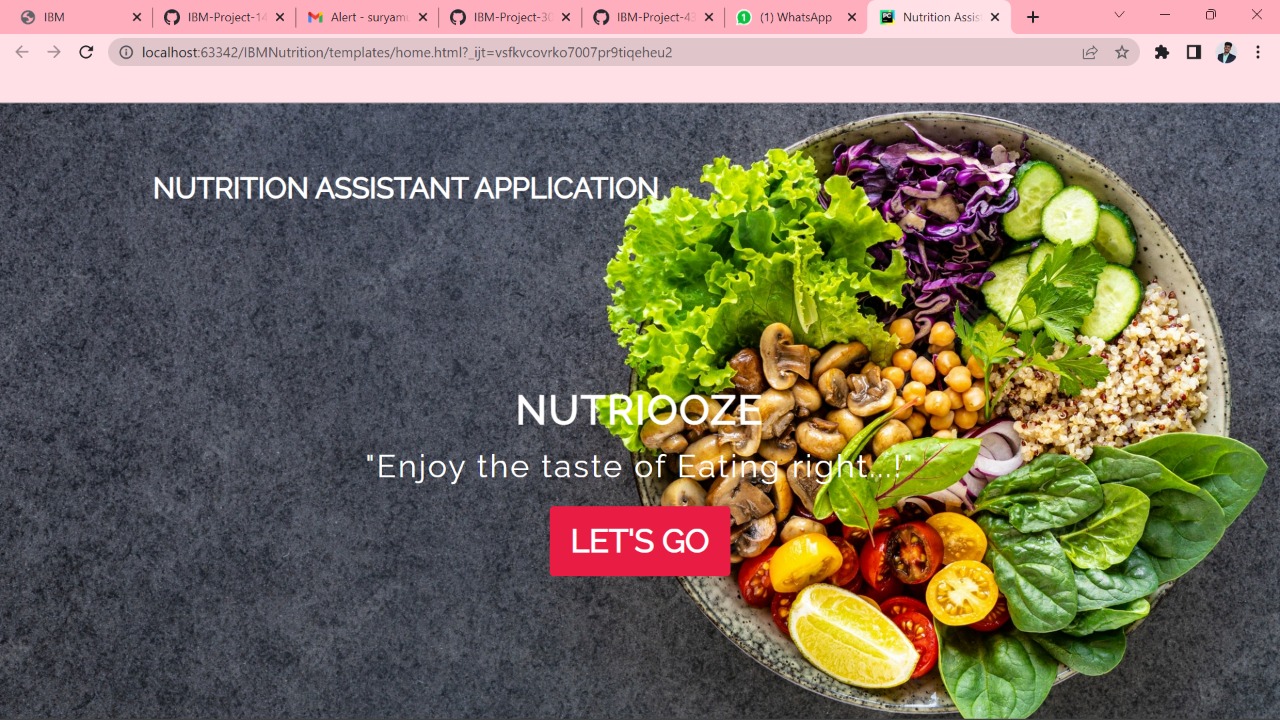 IBM
IBM-Project-14
Alert - suryamu
IBM-Project-30
IBM-Project-43
(1) WhatsApp
Nutrition Assis
localhost:63342/IBMNutrition/templates/home.html?_ijt=vsfkvcovrko7007pr9tiqeheu2
NUTRITION ASSISTANT APPLICATION
NUTRIOOZE
"Enjoy the taste of Eating right...!"
LET'S GO